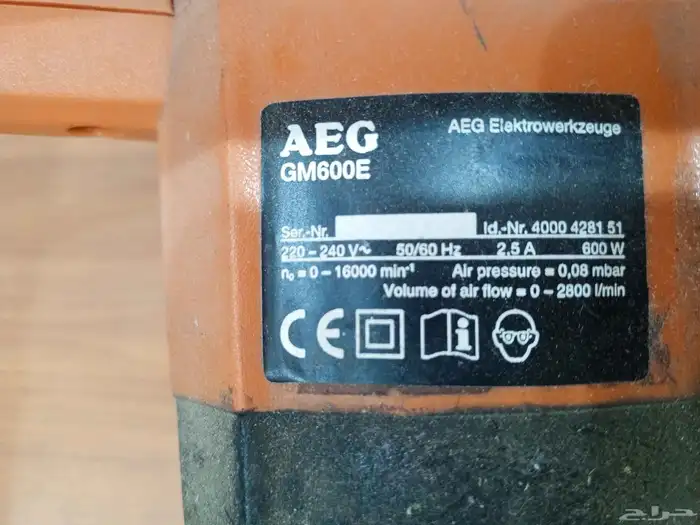 AEG
AEG Elektrowerkzeuge
GM600E
Ser.-Nr. Id.-Nr. 4000 4281 51
220 – 240 V~ 50/60 Hz 2,5 A 600 W
n₀ = 0 – 16000 min⁻¹ Air pressure = 0,08 mbar
Volume of air flow = 0 – 2800 l/min
CE
حراج